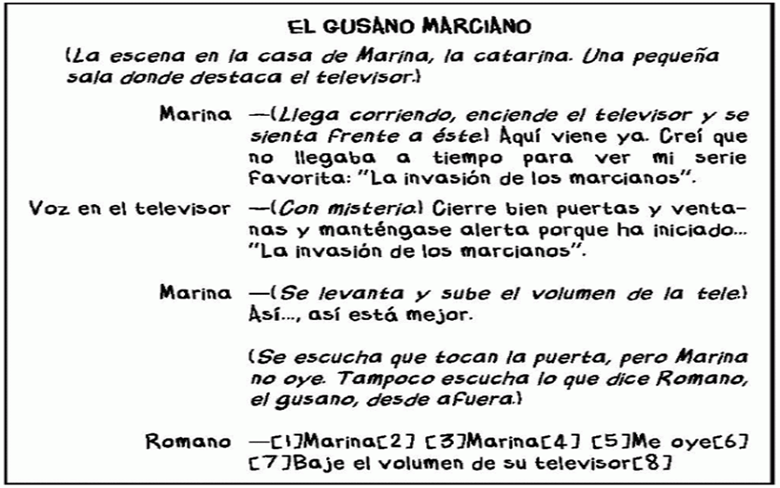 EL GUSANO MARCIANO
(La escena en la casa de Marina, la catarina. Una pequeña
sala donde destaca el televisor.)
Marina —(Llega corriendo, enciende el televisor y se
sienta frente a éste) Aquí viene ya. Creí que
no llegaba a tiempo para ver mi serie
favorita: "La invasión de los marcianos".
Voz en el televisor —(Con misterio.) Cierre bien puertas y venta-
nas y manténgase alerta porque ha iniciado...
"La invasión de los marcianos".
Marina —(Se levanta y sube el volumen de la tele.)
Así..., así está mejor.
(Se escucha que tocan la puerta, pero Marina
no oye. Tampoco escucha lo que dice Romano,
el gusano, desde afuera.)
Romano —[1]Marina[2] [3]Marina[4] [5]Me oye[6]
[7]Baje el volumen de su televisor[8]